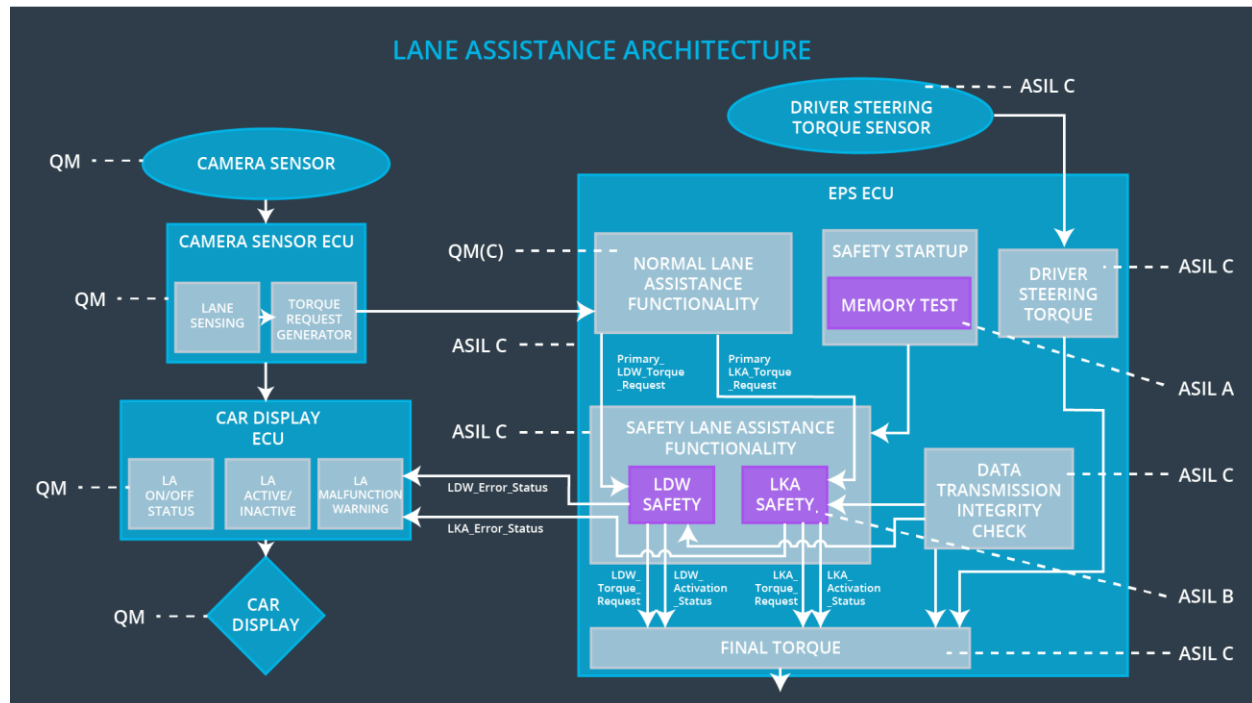 LANE ASSISTANCE ARCHITECTURE
ASIL C
DRIVER STEERING
TORQUE SENSOR
QM
CAMERA SENSOR
EPS ECU
CAMERA SENSOR ECU
QM
LANE
SENSING
TORQUE
REQUEST
GENERATOR
QM(C)
NORMAL LANE
ASSISTANCE
FUNCTIONALITY
SAFETY STARTUP
MEMORY TEST
DRIVER
STEERING
TORQUE
ASIL C
ASIL C
ASIL A
Primary_
LDW_Torque
_Request
Primary
LKA_Torque
_Request
CAR DISPLAY
ECU
QM
LA
ON/OFF
STATUS
LA
ACTIVE/
INACTIVE
LA
MALFUNCTION
WARNING
ASIL C
SAFETY LANE ASSISTANCE
FUNCTIONALITY
LDW
SAFETY
LKA
SAFETY
DATA
TRANSMISSION
INTEGRITY
CHECK
ASIL C
LDW_Error_Status
LKA_Error_Status
LDW_
Torque_
Request
LDW_
Activation
_Status
LKA_
Torque_
Request
LKA_
Activation
_Status
ASIL B
QM
CAR
DISPLAY
FINAL TORQUE
ASIL C